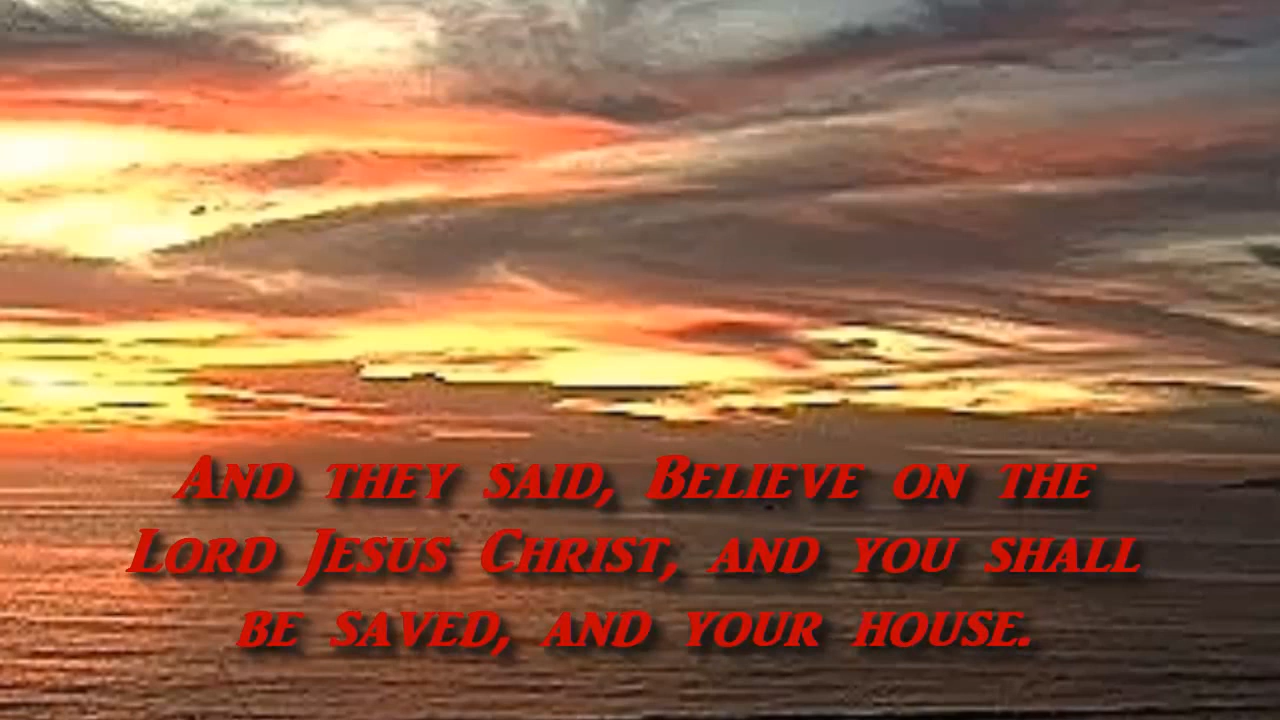 And they said, Believe on the
Lord Jesus Christ, and you shall
be saved, and your house.